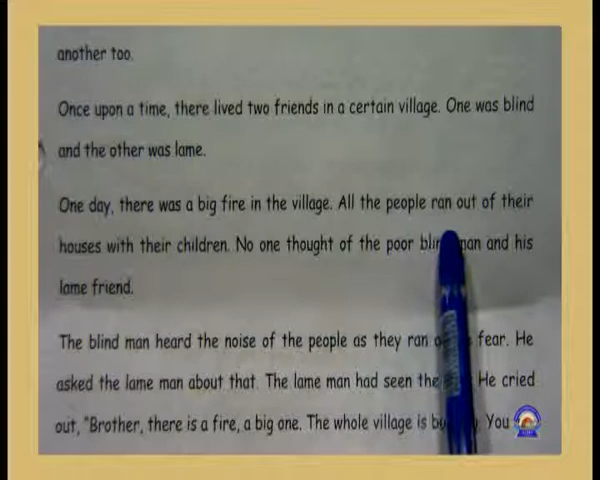 another too.
Once upon a time, there lived two friends in a certain village. One was blind
and the other was lame.
One day, there was a big fire in the village. All the people ran out of their
houses with their children. No one thought of the poor blind man and his
lame friend.
The blind man heard the noise of the people as they ran fear. He
asked the lame man about that. The lame man had seen the He cried
out, "Brother, there is a fire, a big one. The whole village is You